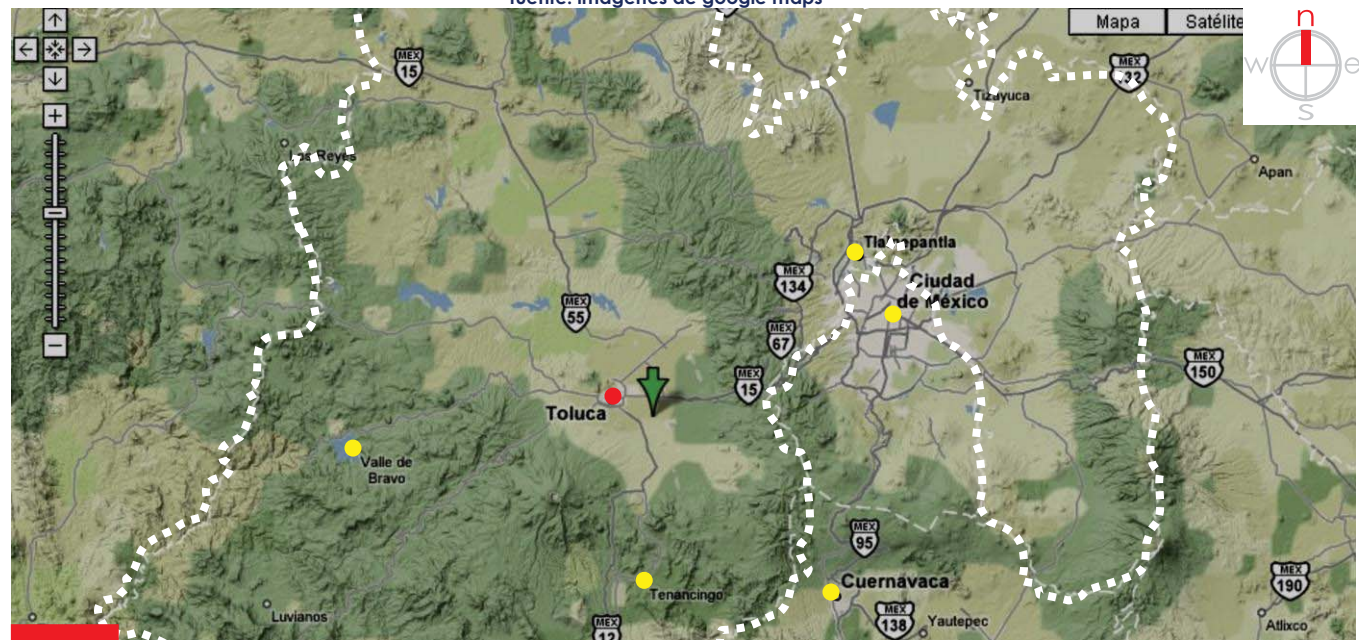 fuente: imágenes de google maps
Mapa
Satélite
n
w
e
s
MEX
15
132
Tizayuca
Los Reyes
Apan
Tlalnepantla
MEX
134
Ciudad
de México
MEX
55
MEX
67
MEX
15
MEX
150
Toluca
Valle de
Bravo
MEX
95
Tenancingo
Cuernavaca
MEX
190
Luvianos
MEX
12
MEX
138
Yautepec
Atlixco